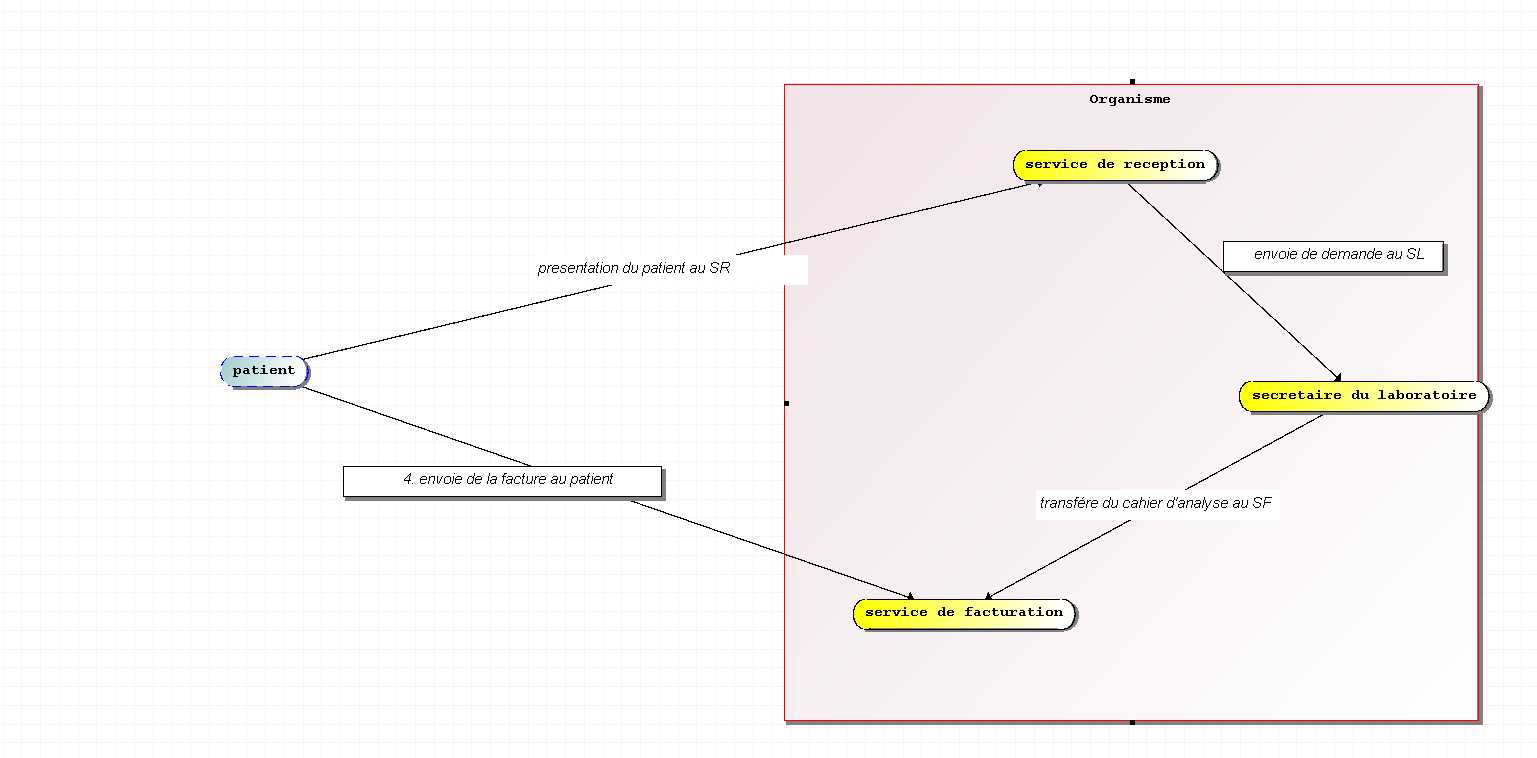 Organisme
service de reception
envoie de demande au SL
presentation du patient au SR
patient
secretaire du laboratoire
4. envoie de la facture au patient
transfére du cahier d'analyse au SF
service de facturation